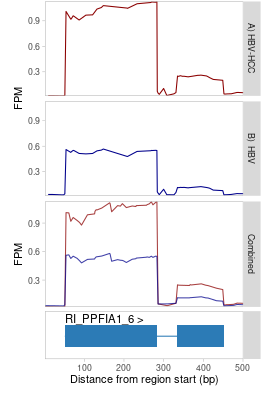 0.9
0.6
0.3
A) HBV-HCC
FPM
0.9
0.6
0.3
B) HBV
0.9
0.6
0.3
Combined
FPM
RI_PPFIA1_6 >
100 200 300 400 500
Distance from region start (bp)